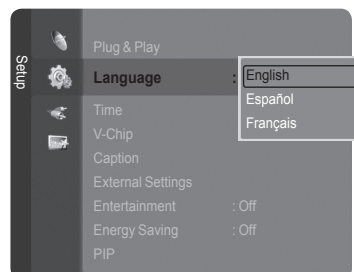 Setup
Plug & Play
Language : English
Español
Français
Time
V-Chip
Caption
External Settings
Entertainment : Off
Energy Saving : Off
PIP